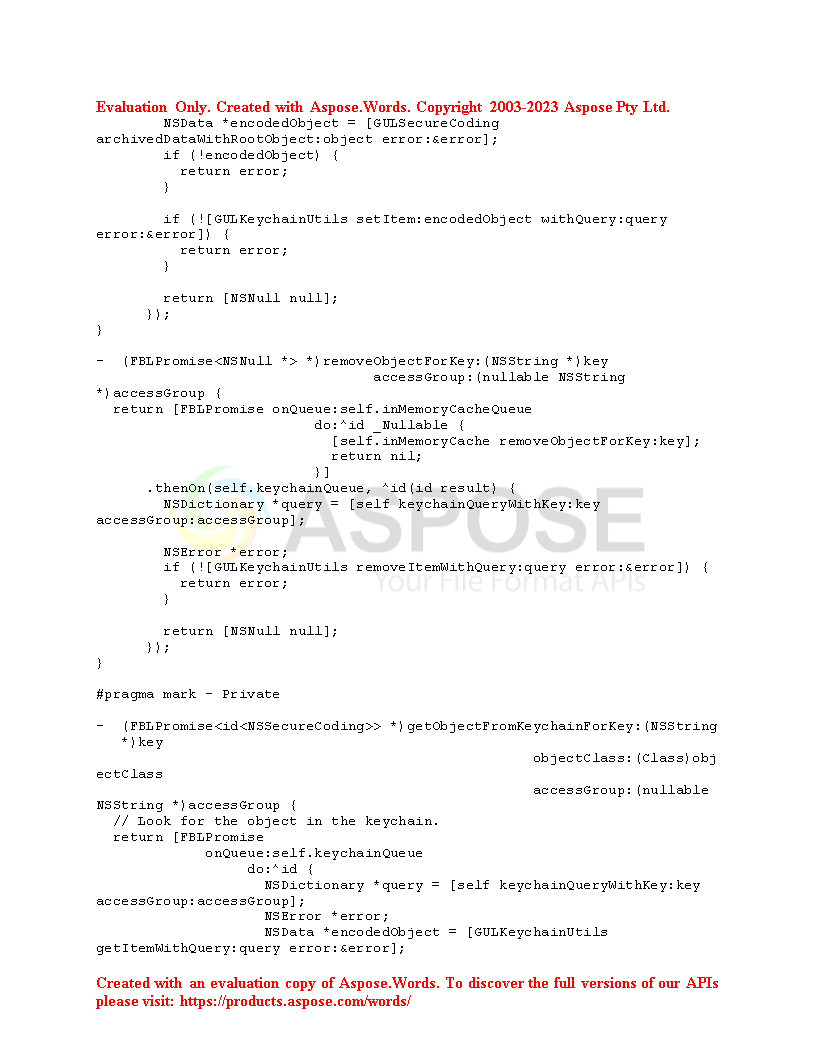 Evaluation Only. Created with Aspose.Words. Copyright 2003-2023 Aspose Pty Ltd.
        NSData *encodedObject = [GULSecureCoding
archivedDataWithRootObject:object error:&error];
        if (!encodedObject) {
          return error;
        }

        if (![GULKeychainUtils setItem:encodedObject withQuery:query
error:&error]) {
          return error;
        }

        return [NSNull null];
      });
}

-  (FBLPromise<NSNull *> *)removeObjectForKey:(NSString *)key
                                 accessGroup:(nullable NSString
*)accessGroup {
  return [FBLPromise onQueue:self.inMemoryCacheQueue
                          do:^id _Nullable {
                            [self.inMemoryCache removeObjectForKey:key];
                            return nil;
                          }]
      .thenOn(self.keychainQueue, ^id(id result) {
        NSDictionary *query = [self keychainQueryWithKey:key
accessGroup:accessGroup];
ASPOSE
Your File Format APIs

        NSError *error;
        if (![GULKeychainUtils removeItemWithQuery:query error:&error]) {
          return error;
        }

        return [NSNull null];
      });
}

#pragma mark - Private

-  (FBLPromise<id<NSSecureCoding>> *)getObjectFromKeychainForKey:(NSString
   *)key
                                                    objectClass:(Class)obj
ectClass
                                                    accessGroup:(nullable
NSString *)accessGroup {
  // Look for the object in the keychain.
  return [FBLPromise
             onQueue:self.keychainQueue
                  do:^id {
                    NSDictionary *query = [self keychainQueryWithKey:key
accessGroup:accessGroup];
                    NSError *error;
                    NSData *encodedObject = [GULKeychainUtils
getItemWithQuery:query error:&error];

Created with an evaluation copy of Aspose.Words. To discover the full versions of our APIs
please visit: https://products.aspose.com/words/